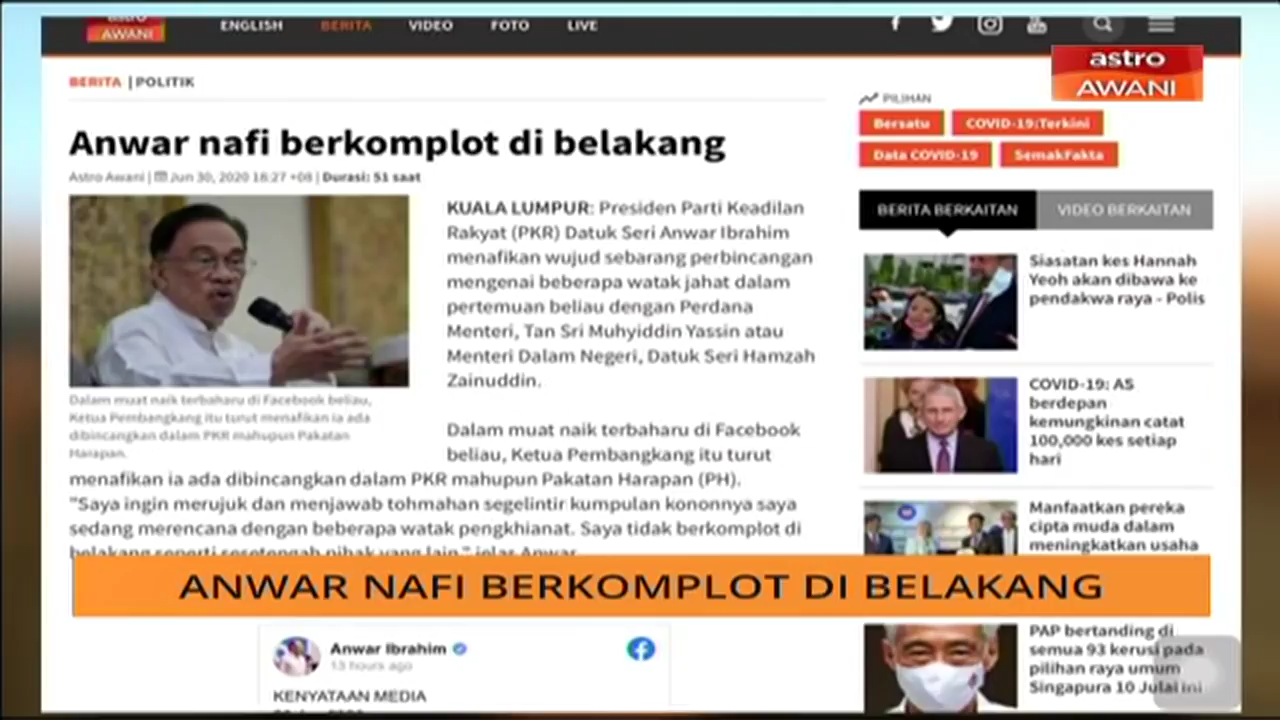 astro
AWANI
ENGLISH BERITA VIDEO FOTO LIVE
astro
AWANI
BERITA | POLITIK
Anwar nafi berkomplot di belakang
Astro Awani | Jun 30, 2020 18:27 +08 | Durasi: 51 saat
Dalam muat naik terbaharu di Facebook beliau,
Ketua Pembangkang itu turut menafikan ia ada
dibincangkan dalam PKR mahupun Pakatan
Harapan.
KUALA LUMPUR: Presiden Parti Keadilan
Rakyat (PKR) Datuk Seri Anwar Ibrahim
menafikan wujud sebarang perbincangan
mengenai beberapa watak jahat dalam
pertemuan beliau dengan Perdana
Menteri, Tan Sri Muhyiddin Yassin atau
Menteri Dalam Negeri, Datuk Seri Hamzah
Zainuddin.
Dalam muat naik terbaharu di Facebook
beliau, Ketua Pembangkang itu turut
menafikan ia ada dibincangkan dalam PKR mahupun Pakatan Harapan (PH).
"Saya ingin merujuk dan menjawab tohmahan segelintir kumpulan kononnya saya
sedang merencana dengan beberapa watak pengkhianat. Saya tidak berkomplot di
belakang seperti sesetengah pihak yang lain," jelas Anwar
ANWAR NAFI BERKOMPLOT DI BELAKANG
Anwar Ibrahim
13 hours ago
KENYATAAN MEDIA
PILIHAN
Bersatu COVID-19:Terkini
Data COVID-19 SemakFakta
BERITA BERKAITAN VIDEO BERKAITAN
Siasatan kes Hannah
Yeoh akan dibawa ke
pendakwa raya - Polis
COVID-19: AS
berdepan
kemungkinan catat
100,000 kes setiap
hari
Manfaatkan pereka
cipta muda dalam
meningkatkan usaha
PAP bertanding di
semua 93 kerusi pada
pilihan raya umum
Singapura 10 Julai ini